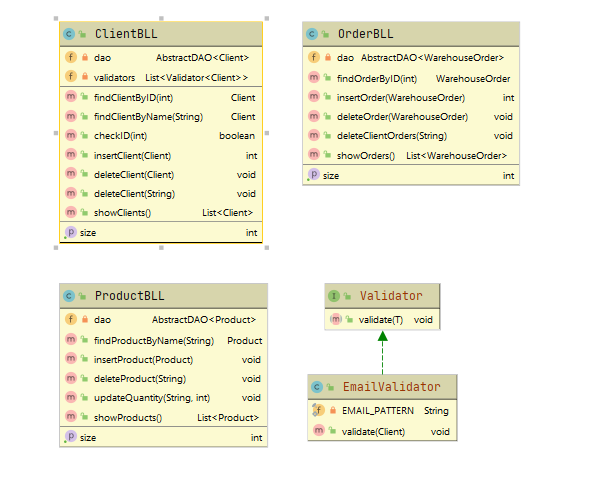 ClientBLL
dao AbstractDAO<Client>
validators List<Validator<Client>>
findClientByID(int) Client
findClientByName(String) Client
checkID(int) boolean
insertClient(Client) int
deleteClient(Client) void
deleteClient(String) void
showClients() List<Client>
size int
OrderBLL
dao AbstractDAO<WarehouseOrder>
findOrderByID(int) WarehouseOrder
insertOrder(WarehouseOrder) int
deleteOrder(WarehouseOrder) void
deleteClientOrders(String) void
showOrders() List<WarehouseOrder>
size int
ProductBLL
dao AbstractDAO<Product>
findProductByName(String) Product
insertProduct(Product) void
deleteProduct(String) void
updateQuantity(String, int) void
showProducts() List<Product>
size int
Validator
validate(T) void
EmailValidator
EMAIL_PATTERN String
validate(Client) void